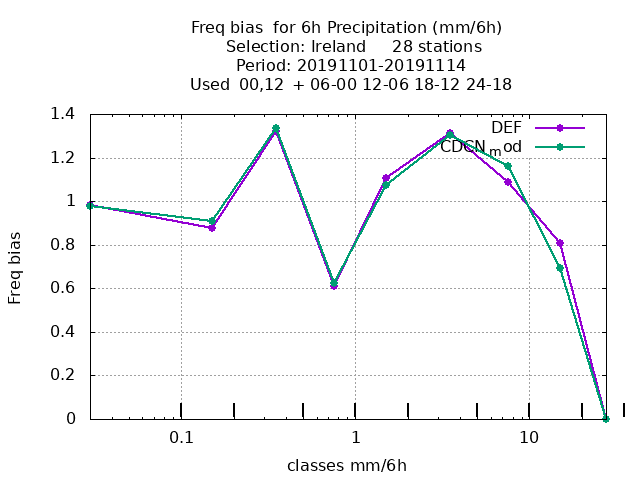 Freq bias  for 6h Precipitation (mm/6h)
Selection: Ireland     28 stations
Period: 20191101-20191114
Used  00,12  + 06-00 12-06 18-12 24-18
1.4
DEF
CDCN_mod
1.2
1
0.8
0.6
0.4
0.2
0
Freq bias
0.1 1 10
classes mm/6h